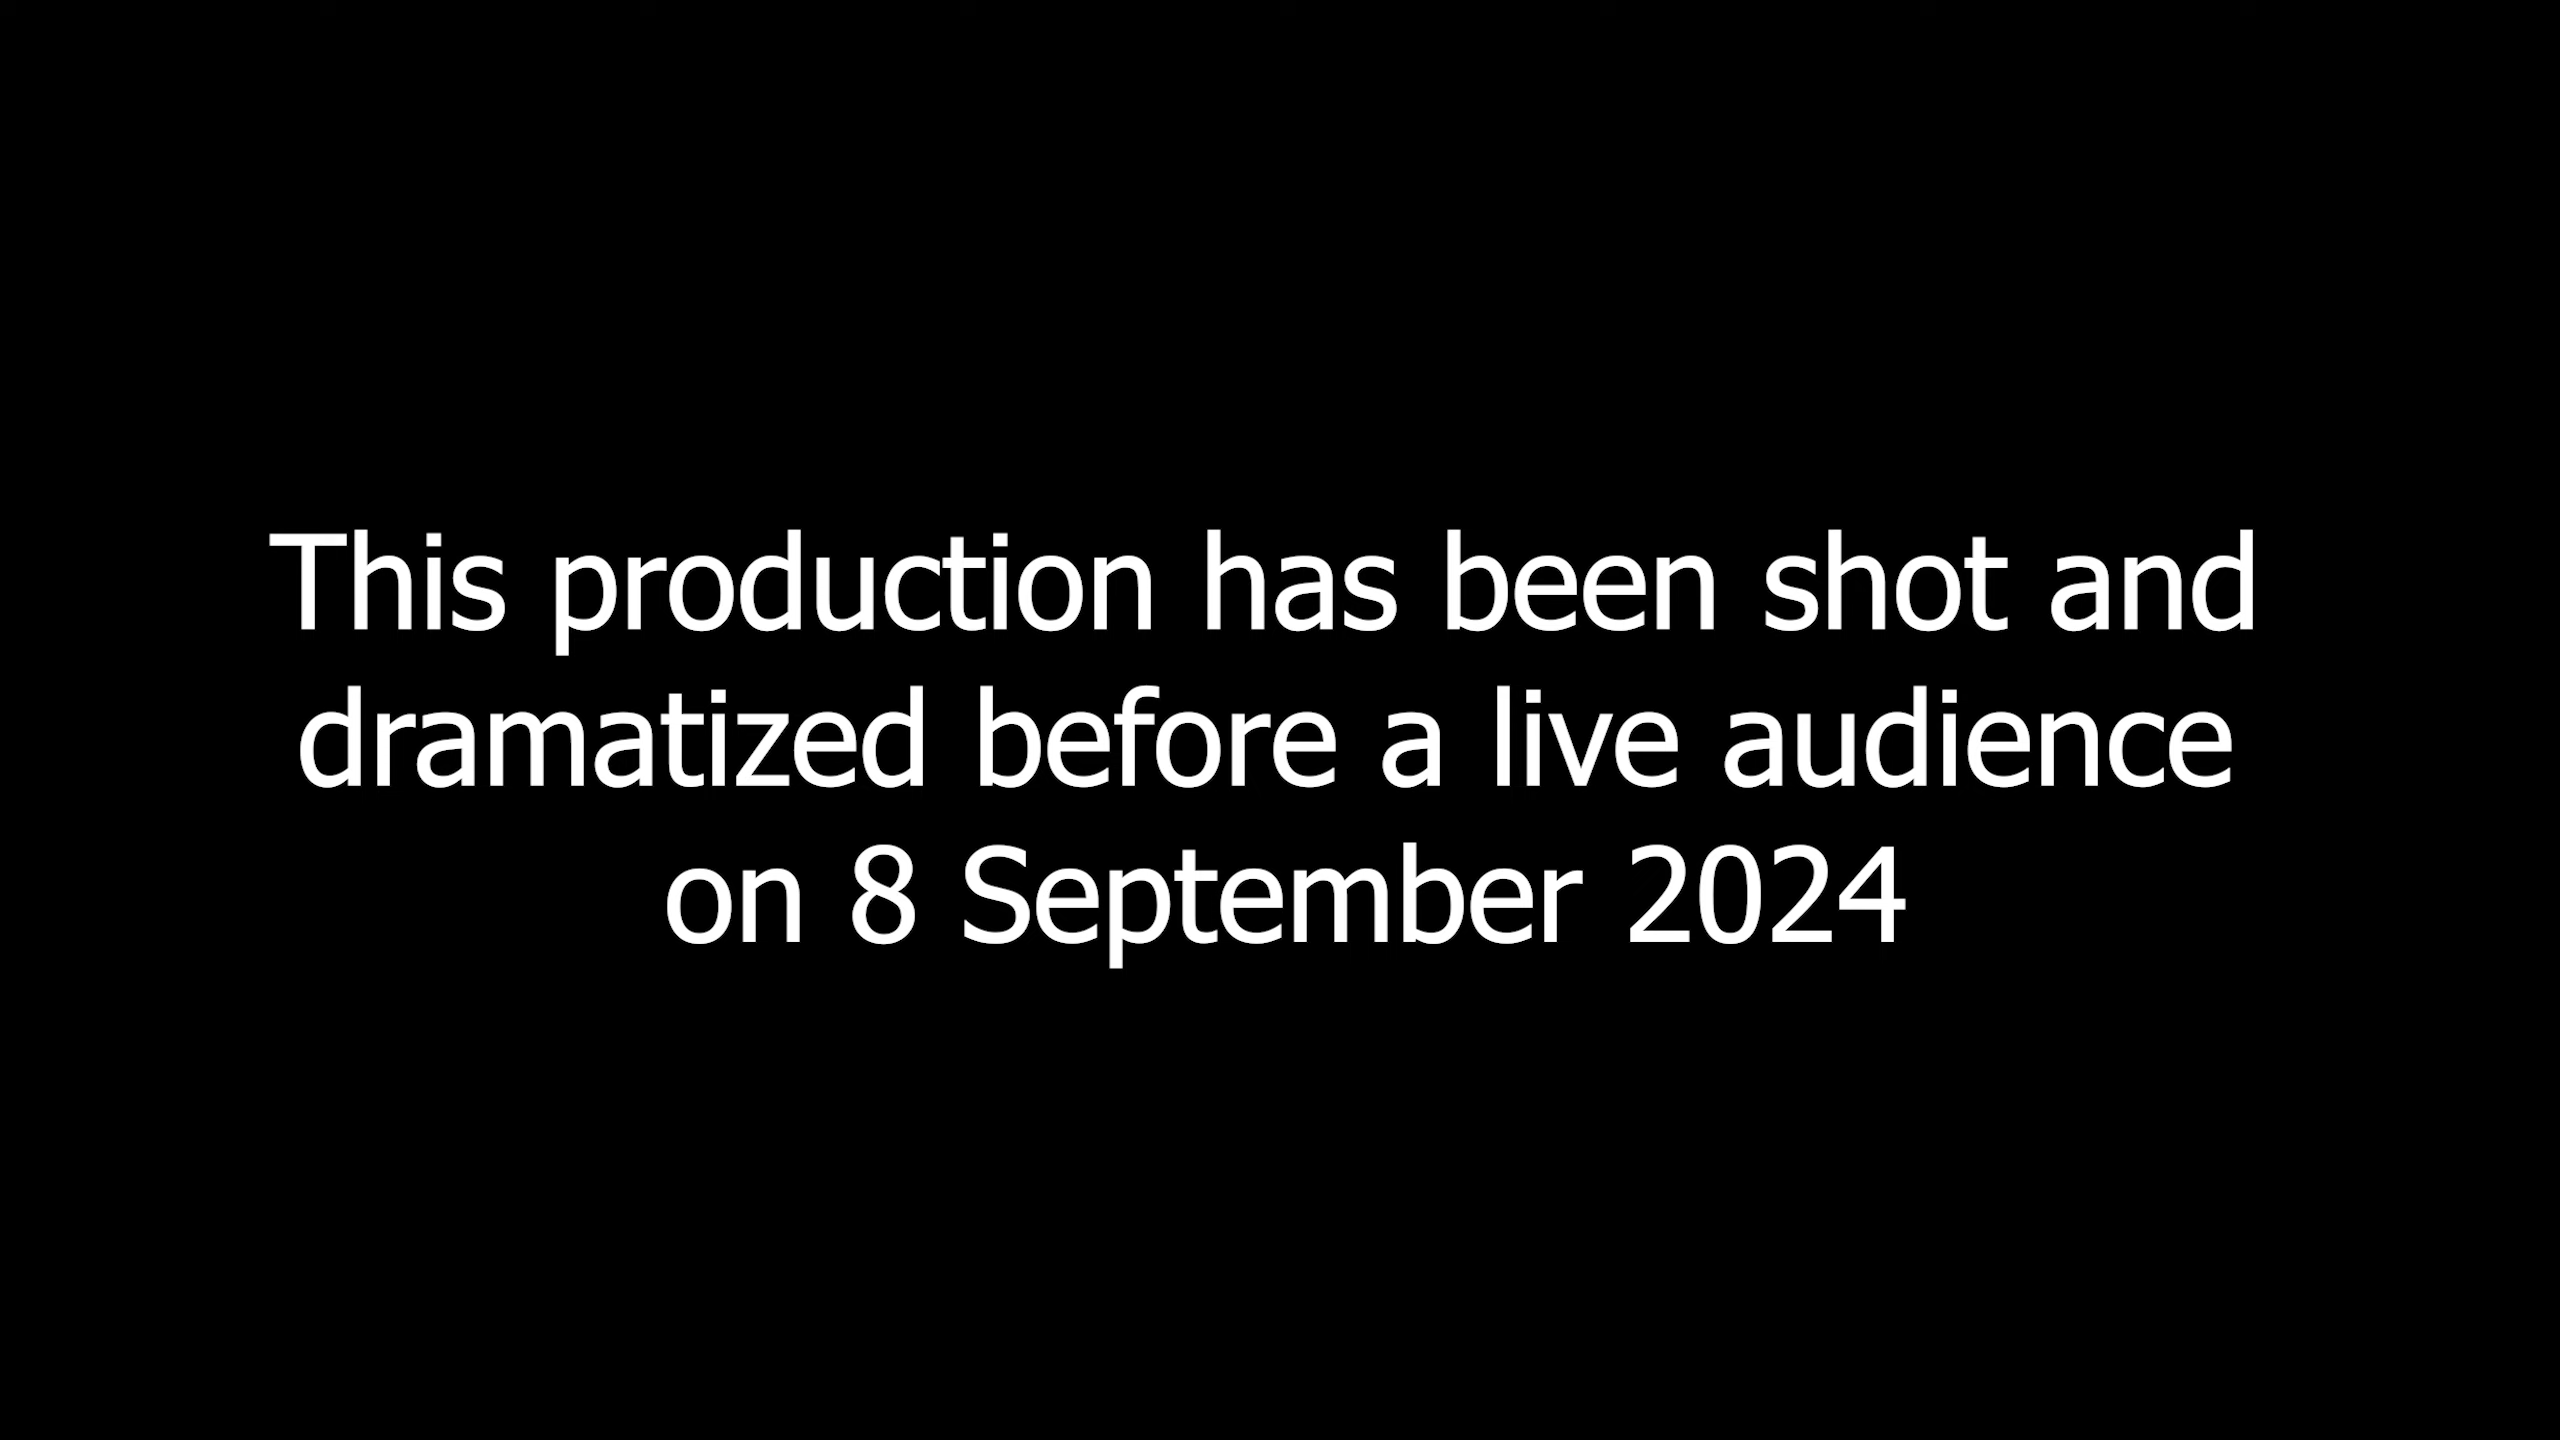 This production has been shot and
dramatized before a live audience
on 8 September 2024